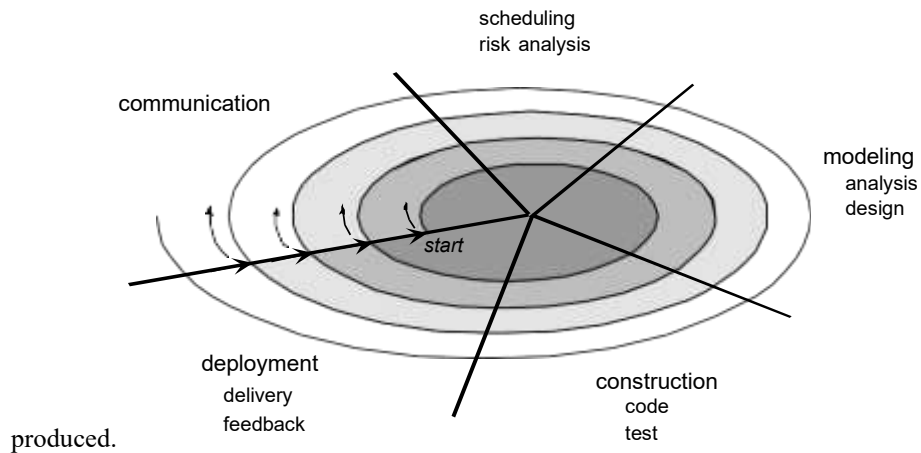 scheduling
risk analysis
communication
modeling
analysis
design
start
deployment
delivery
feedback
construction
code
test
produced.